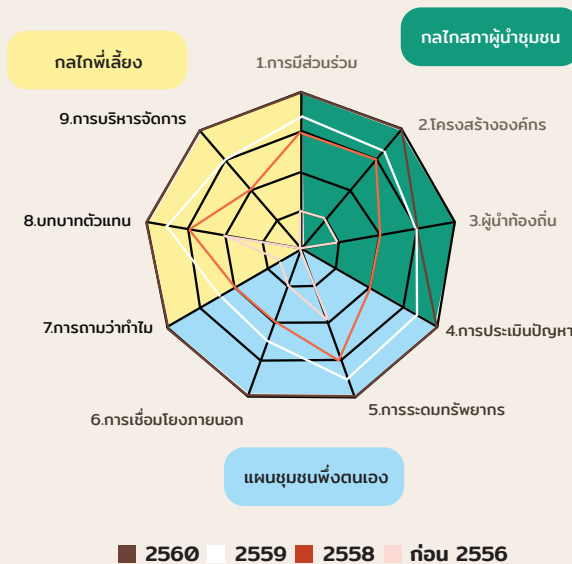 กลไกสภาผู้นำชุมชน
กลไกพี่เลี้ยง
1.การมีส่วนร่วม
9.การบริหารจัดการ
2.โครงสร้างองค์กร
8.บทบาทตัวแทน
3.ผู้นำท้องถิ่น
7.การถามว่าทำไม
4.การประเมินปัญหา
5.การระดมทรัพยากร
6.การเชื่อมโยงภายนอก
แผนชุมชนพึ่งตนเอง
2560 2559 2558 ก่อน 2556